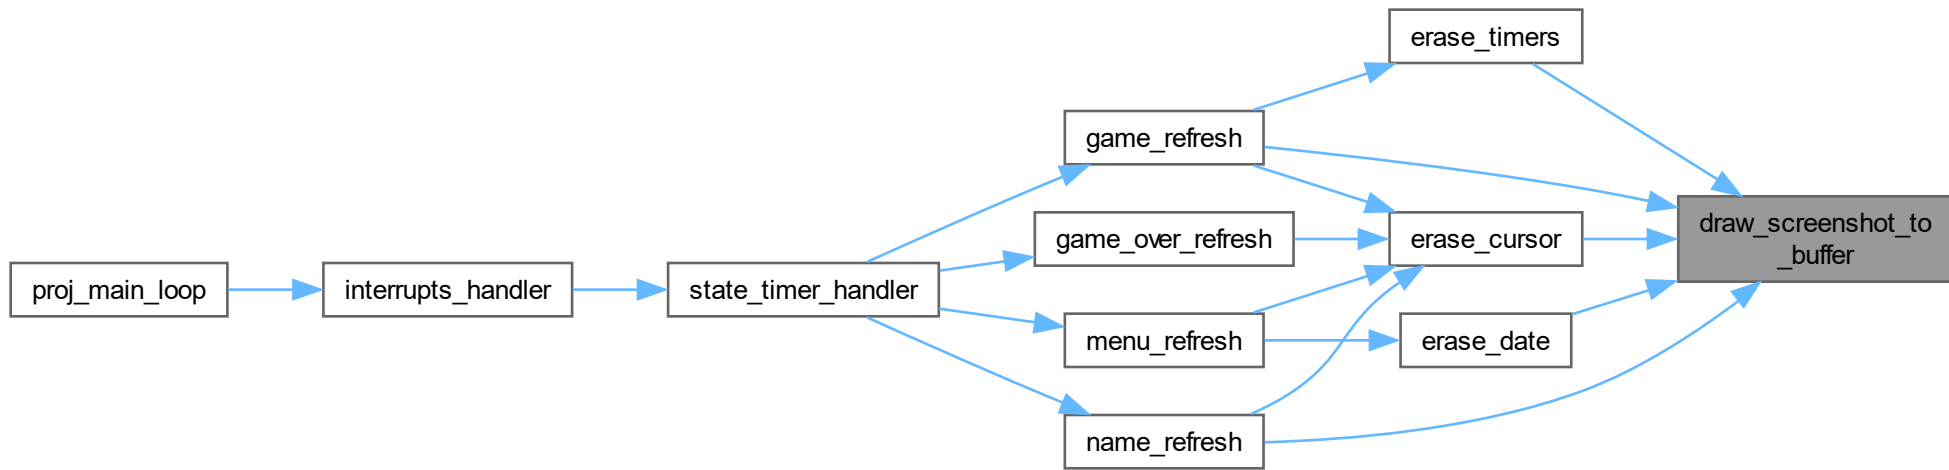 erase_timers
game_refresh
draw_screenshot_to
_buffer
game_over_refresh
erase_cursor
proj_main_loop
interrupts_handler
state_timer_handler
menu_refresh
erase_date
name_refresh